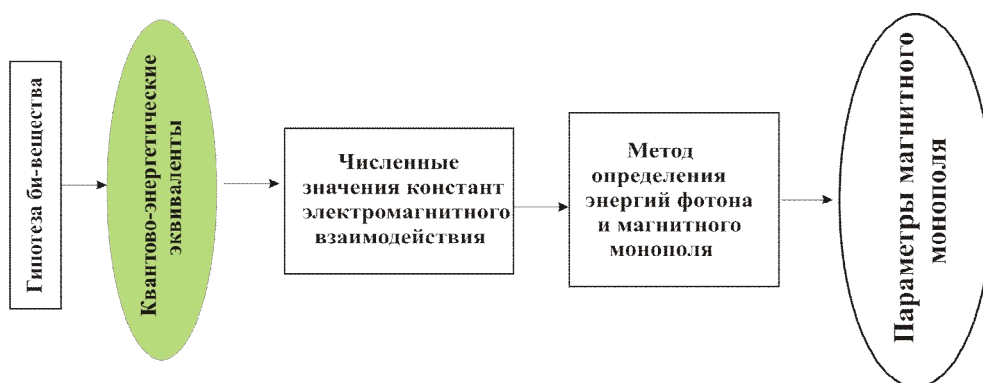 Гипотеза би-вещества
Квантово-энергетические
эквиваленты
Численные
значения констант
электромагнитного
взаимодействия
Метод
определения
энергий фотона
и магнитного
монополя
Параметры магнитного
монополя